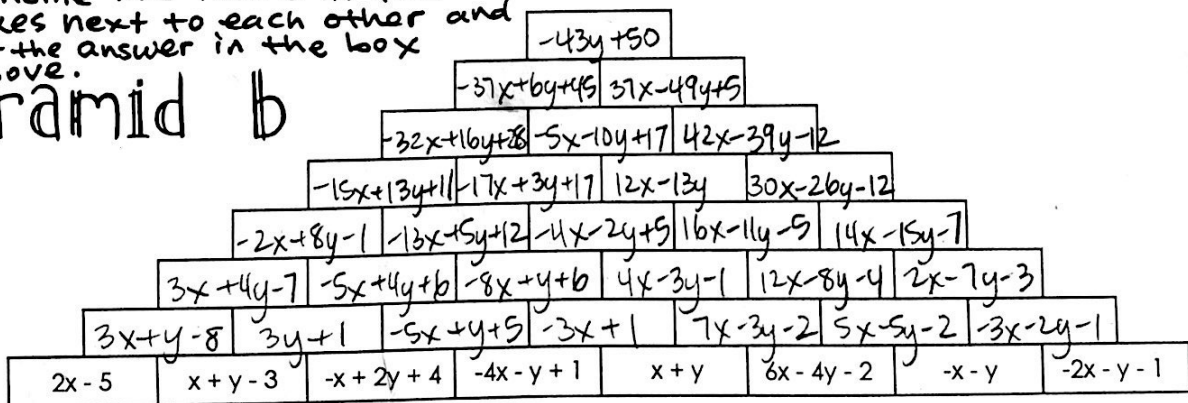 xes next to each other and
the answer in the box
ove.
ramid b
-43y+50
-37x+6y+45 37x-49y+5
-32x+16y+28 -5x-10y+17 42x-39y-12
-15x+13y+11 -17x+3y+17 12x-13y 30x-26y-12
-2x+8y-1 -13x+5y+12 -4x-2y+5 16x-11y-5 14x-15y-7
3x+4y-7 -5x+4y+6 -8x+y+6 4x-3y-1 12x-8y-4 2x-7y-3
3x+y-8 3y+1 -5x+y+5 -3x+1 7x-3y-2 5x-5y-2 -3x-2y-1
2x - 5 x + y - 3 -x + 2y + 4 -4x - y + 1 x + y 6x - 4y - 2 -x - y -2x - y - 1